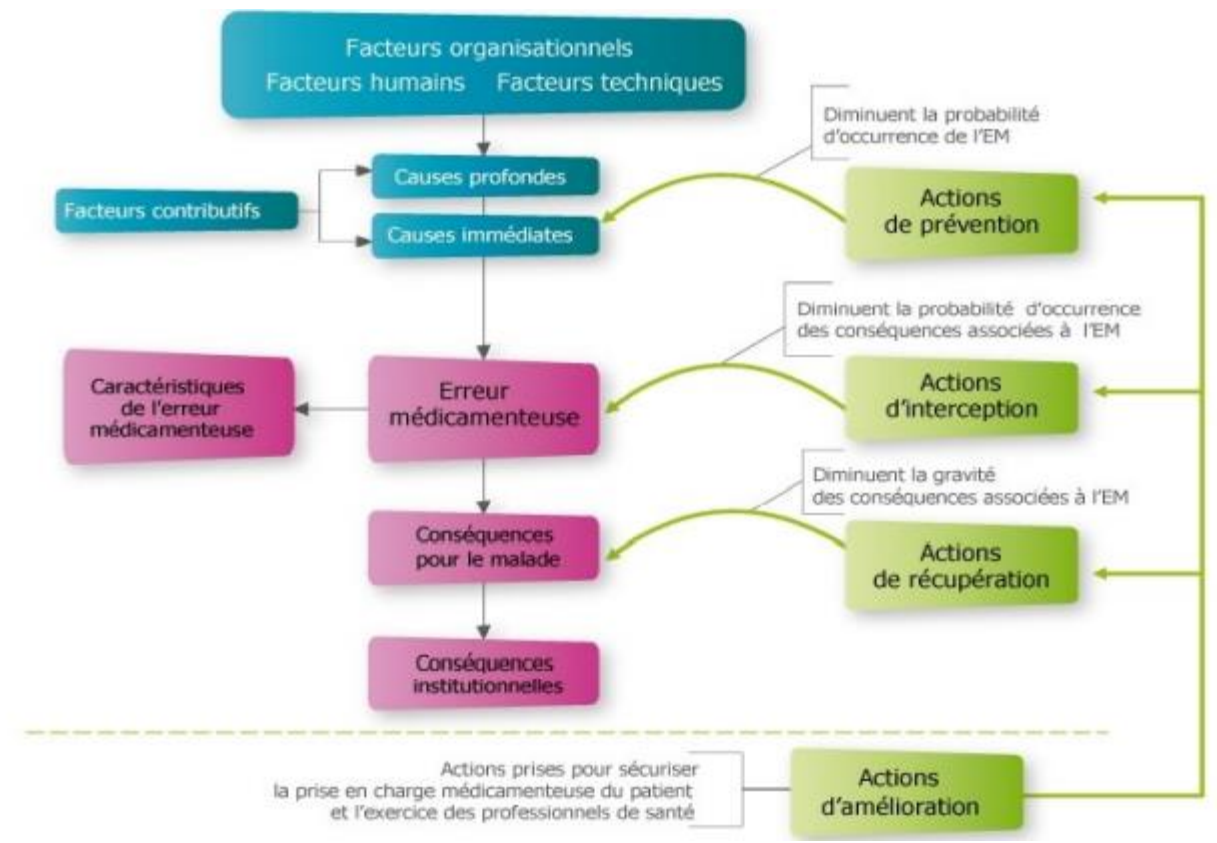 Facteurs organisationnels
Facteurs humains Facteurs techniques
Diminuent la probabilité
d'occurrence de l'EM
Causes profondes
Facteurs contributifs
Causes immédiates
Actions
de prévention
Diminuent la probabilité d'occurrence
des conséquences associées à l'EM
Caractéristiques
de l'erreur
médicamenteuse
Erreur
médicamenteuse
Actions
d'interception
Diminuent la gravité
des conséquences associées à l'EM
Conséquences
pour le malade
Actions
de récupération
Conséquences
institutionnelles
Actions prises pour sécuriser
la prise en charge médicamenteuse du patient
et l'exercice des professionnels de santé
Actions
d'amélioration